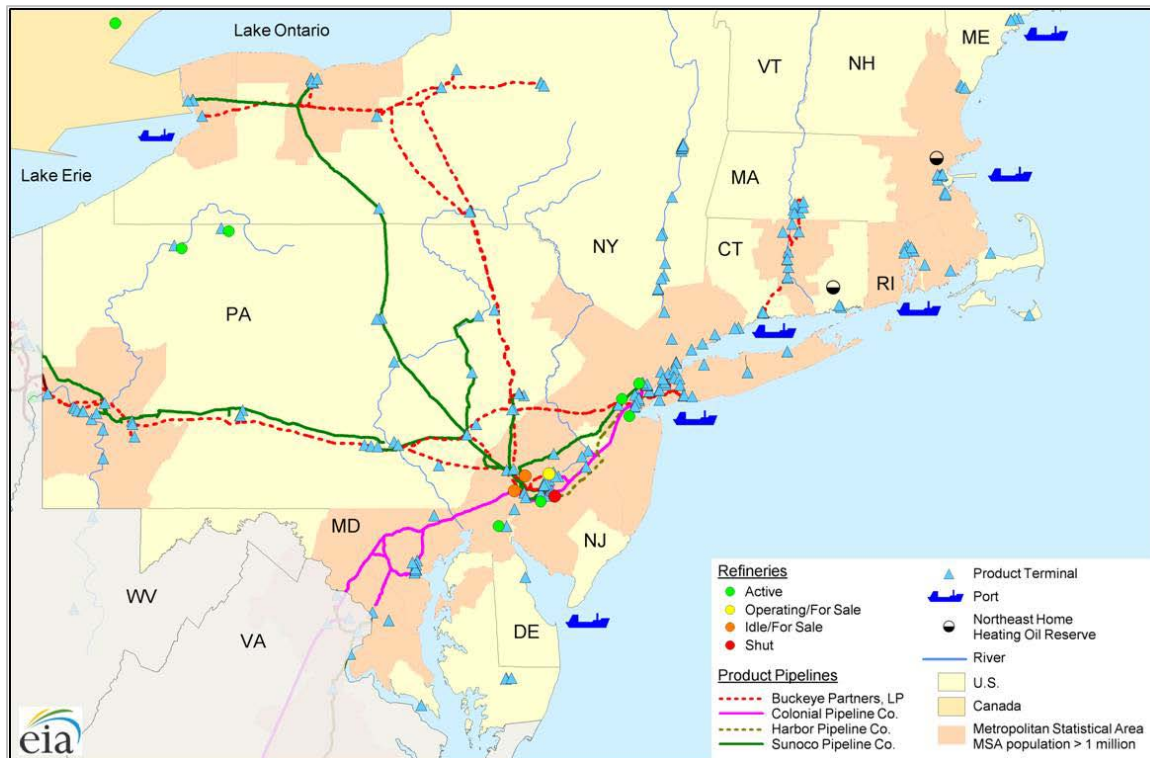 Lake Ontario
ME
VT
NH
Lake Erie
MA
NY
CT
RI
PA
MD
NJ
WV
VA
DE
Refineries
Active
Operating/For Sale
Idle/For Sale
Shut
Product Pipelines
Buckeye Partners, LP
Colonial Pipeline Co.
Harbor Pipeline Co.
Sunoco Pipeline Co.
Product Terminal
Port
Northeast Home
Heating Oil Reserve
River
U.S.
Canada
Metropolitan Statistical Area
MSA population > 1 million
eia